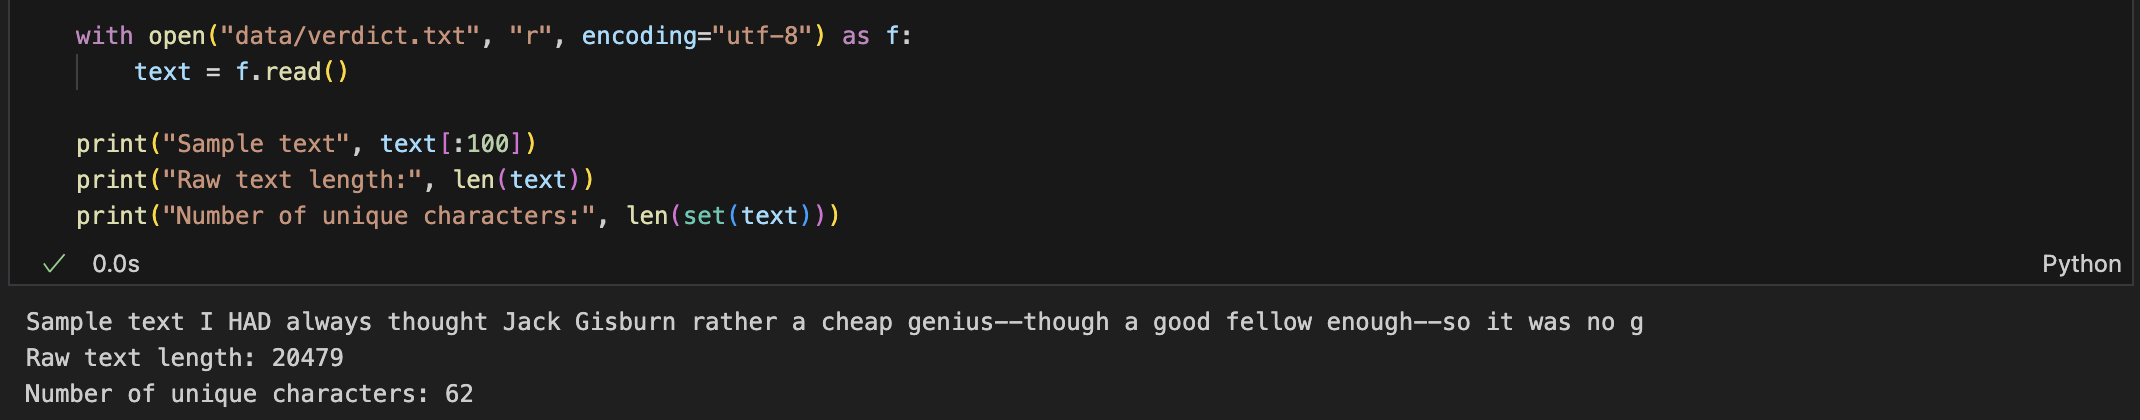 with open("data/verdict.txt", "r", encoding="utf-8") as f:
    text = f.read()
print("Sample text", text[:100])
print("Raw text length:", len(text))
print("Number of unique characters:", len(set(text)))
0.0s Python
Sample text I HAD always thought Jack Gisburn rather a cheap genius--though a good fellow enough--so it was no g
Raw text length: 20479
Number of unique characters: 62